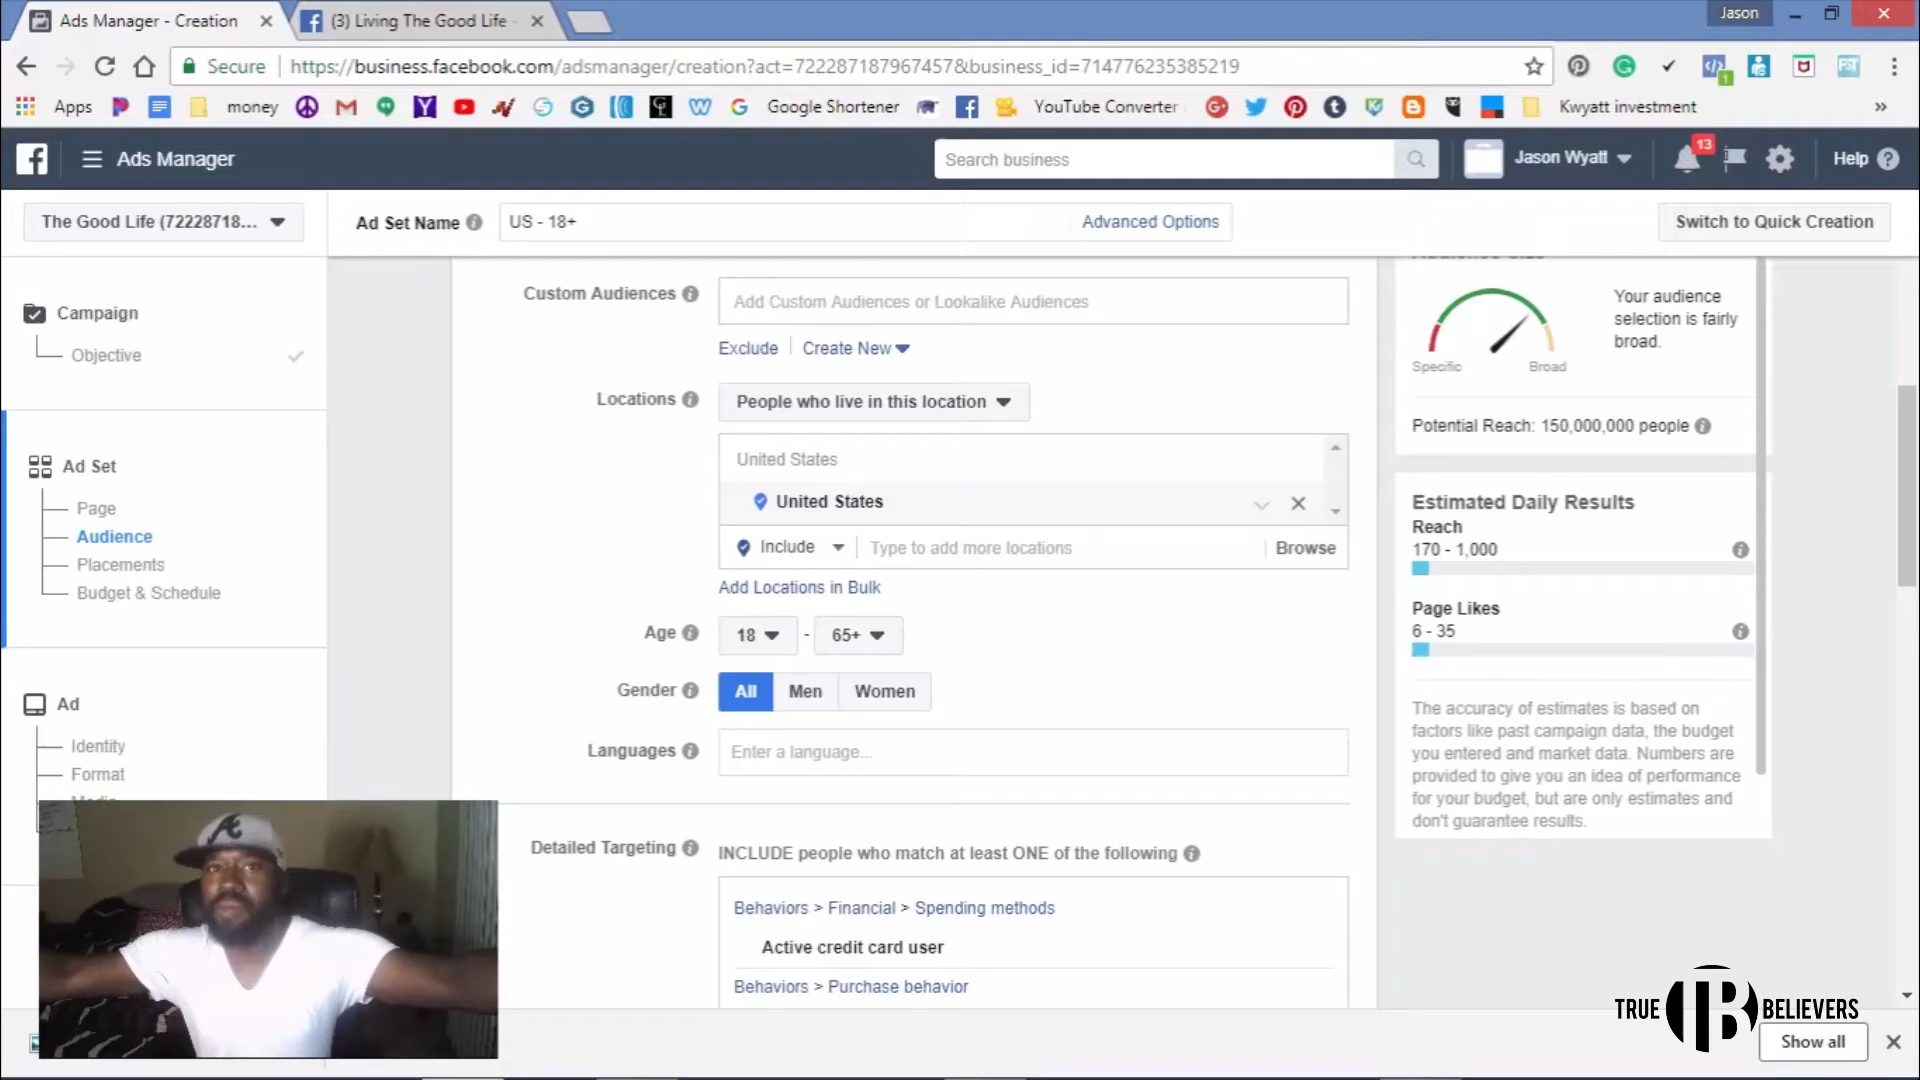 Ads Manager - Creation
(3) Living The Good Life -
Jason
Secure https://business.facebook.com/adsmanager/creation?act=722287187967457&business_id=714776235385219
Apps money Google Shortener YouTube Converter Kwyatt investment »
Ads Manager
Search business
Jason Wyatt
13
Help
The Good Life (72228718...
Ad Set Name US - 18+ Advanced Options
Switch to Quick Creation
Campaign
Objective
Ad Set
Page
Audience
Placements
Budget & Schedule
Ad
Identity
Format
Custom Audiences Add Custom Audiences or Lookalike Audiences
Exclude Create New
Locations People who live in this location
United States
United States
Include Type to add more locations Browse
Add Locations in Bulk
Age 18 - 65+
Gender All Men Women
Languages Enter a language...
Detailed Targeting INCLUDE people who match at least ONE of the following
Behaviors > Financial > Spending methods
Active credit card user
Behaviors > Purchase behavior
Your audience
selection is fairly
broad.
Specific Broad
Potential Reach: 150,000,000 people
Estimated Daily Results
Reach
170 - 1,000
Page Likes
6 - 35
The accuracy of estimates is based on
factors like past campaign data, the budget
you entered and market data. Numbers are
provided to give you an idea of performance
for your budget, but are only estimates and
don't guarantee results.
TRUE B BELIEVERS
Show all